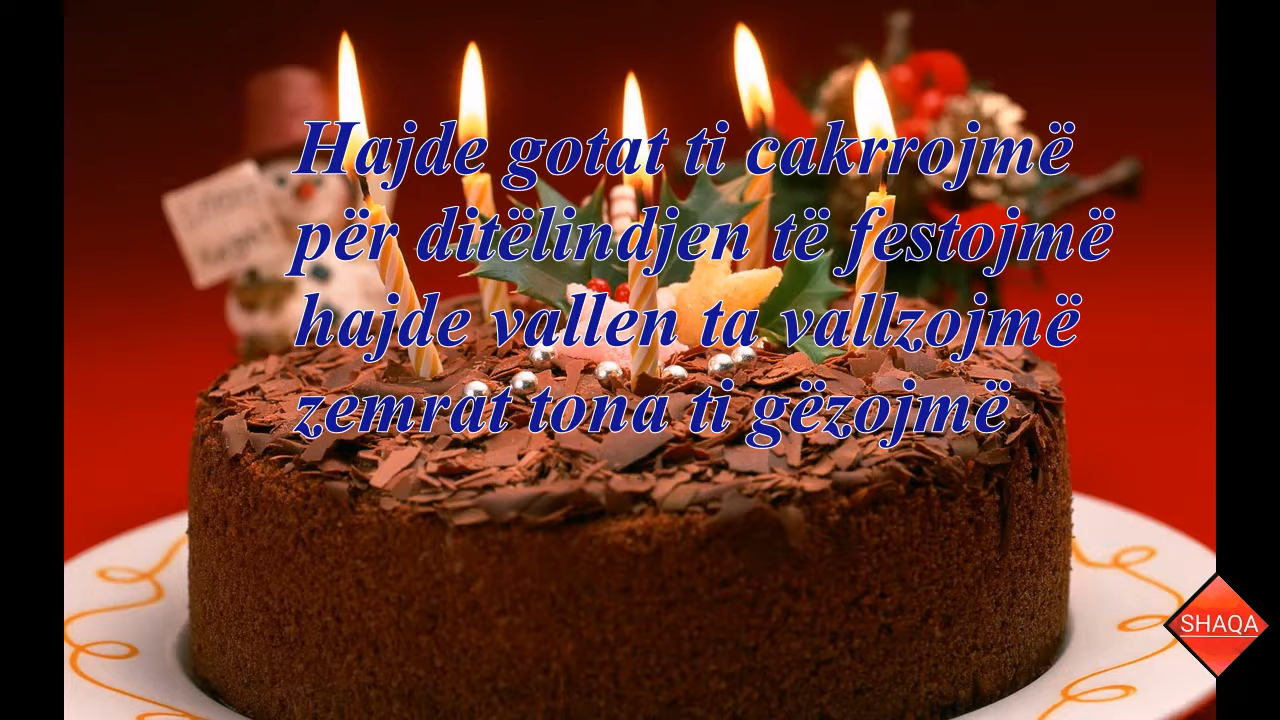 Hajde gotat ti cakrrojmë
për ditëlindjen të festojmë
hajde vallen ta vallzojmë
zemrat tona ti gëzojmë
SHAQA